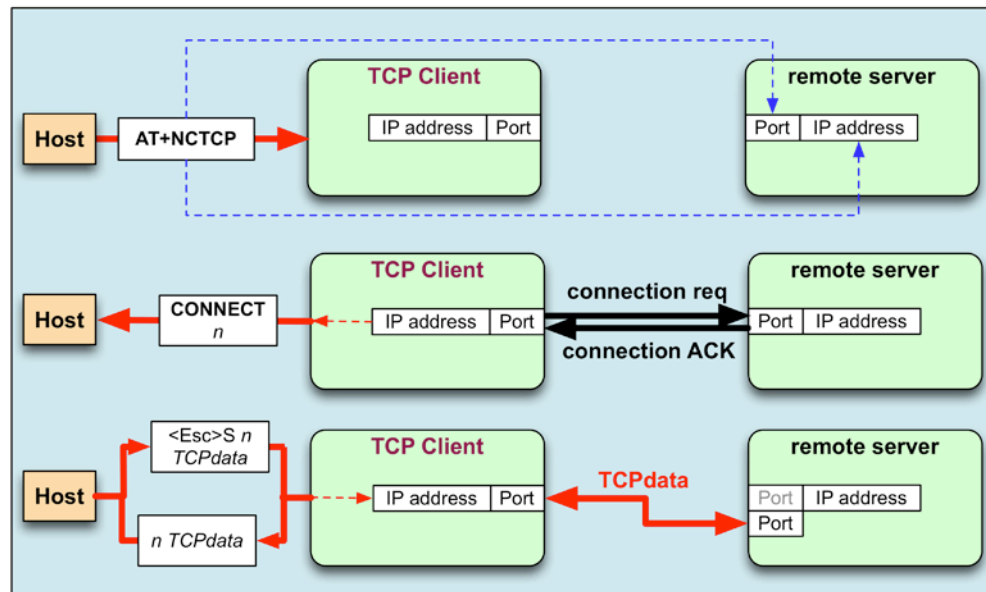 TCP Client
remote server
Host
AT+NCTCP
IP address
Port
Port
IP address
TCP Client
remote server
Host
CONNECT
n
IP address
Port
connection req
connection ACK
Port
IP address
TCP Client
remote server
<Esc>S n
TCPdata
Host
n TCPdata
IP address
Port
TCPdata
Port
IP address
Port